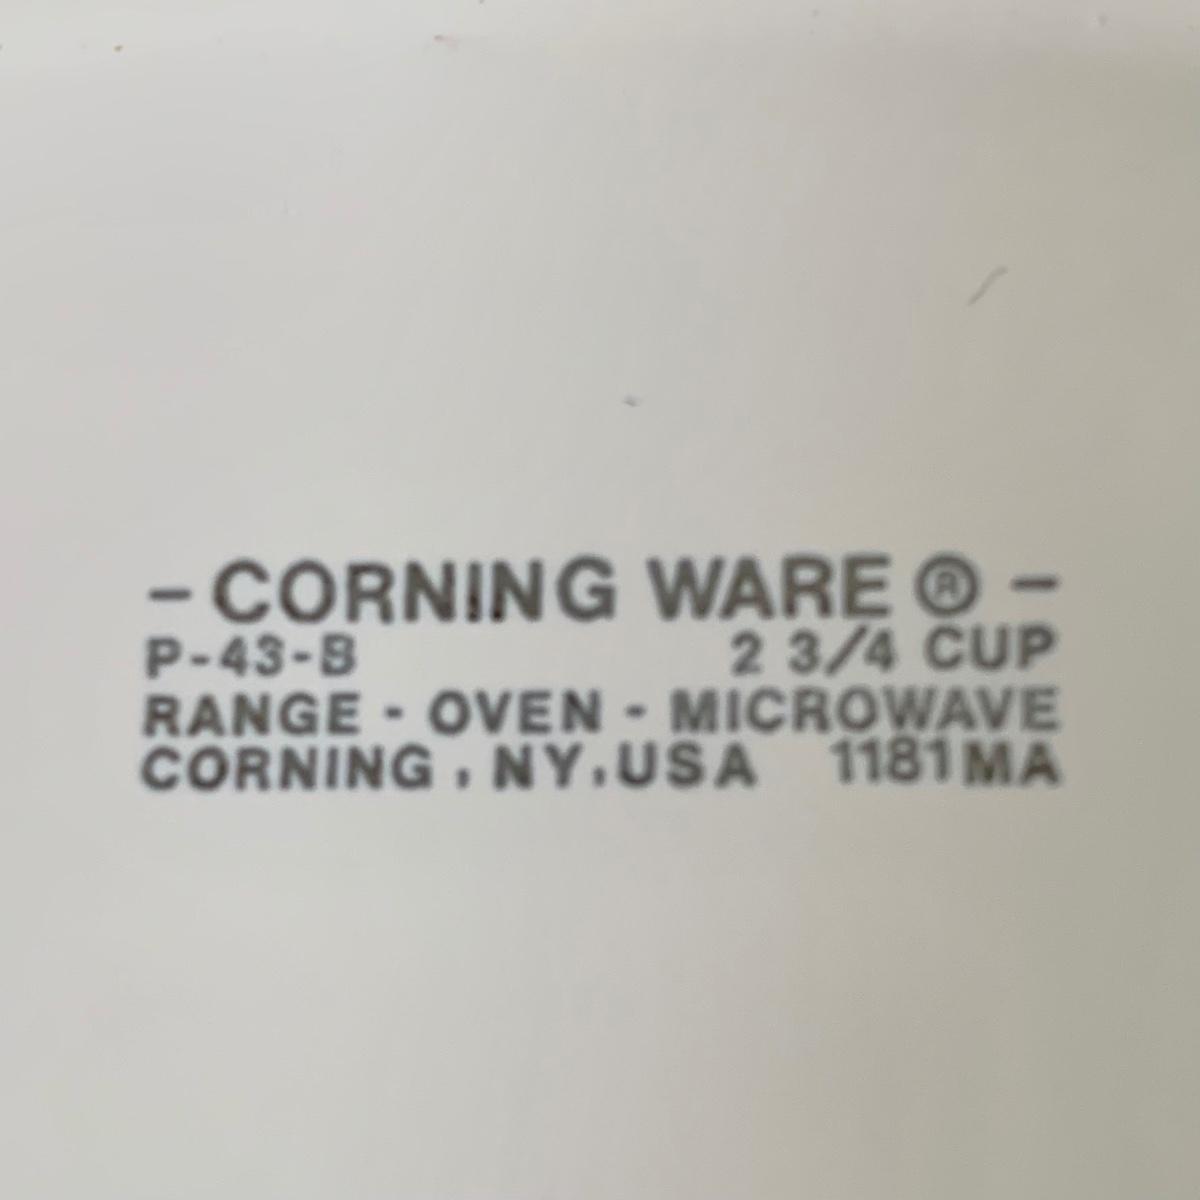 - CORNING WARE ® -
P-43-B 2 3/4 CUP
RANGE - OVEN - MICROWAVE
CORNING, NY, USA 1181MA